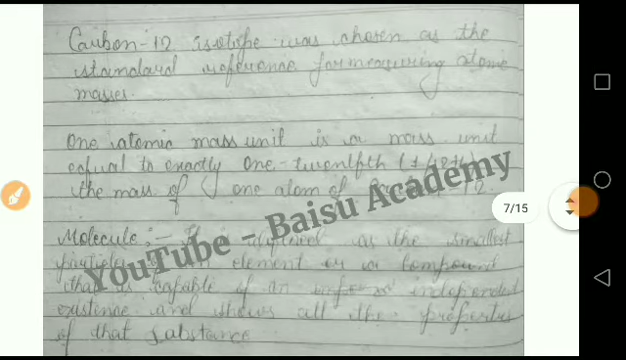 Carbon-12 isotope was chosen as the
standard reference for measuring atomic
masses.
One atomic mass unit is a mass unit
equal to exactly one-twenlfth
the mass of one atom of
7/15
Molecule:- It is defined as the smallest
particle element or a compound
that is capable of an independent
existence and shows all the properties
of that substance
YouTube - Baisu Academy